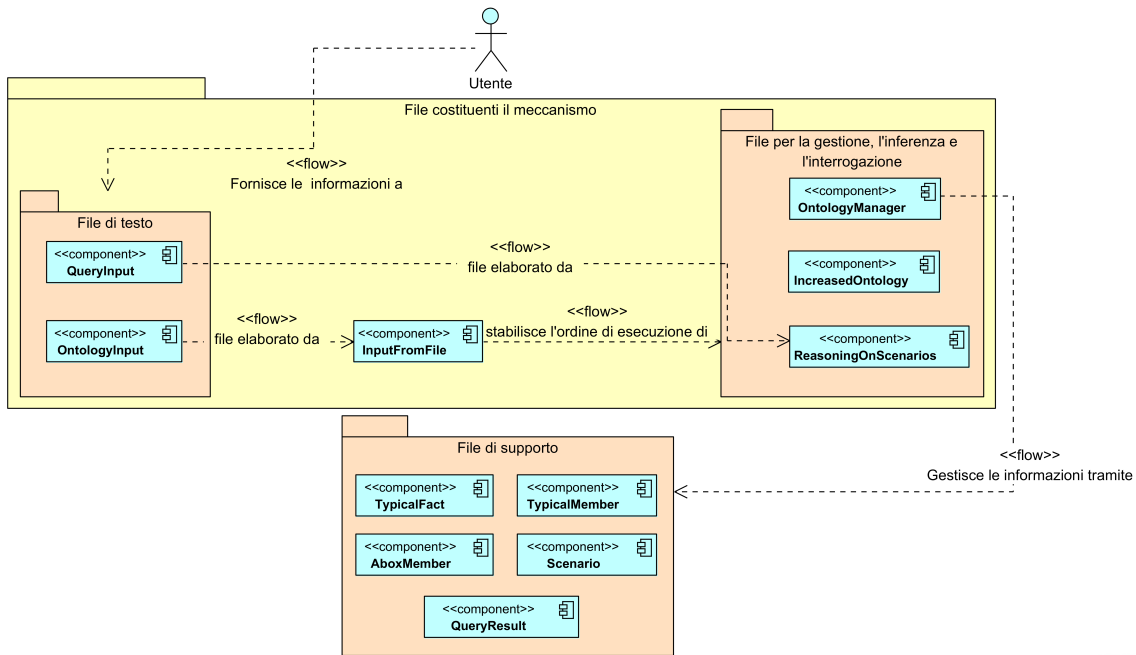 Utente
File costituenti il meccanismo
<<flow>>
Fornisce le informazioni a
File di testo
<<component>>
QueryInput
<<component>>
OntologyInput
<<flow>>
file elaborato da
<<flow>>
file elaborato da
<<component>>
InputFromFile
<<flow>>
stabilisce l'ordine di esecuzione di
File per la gestione, l'inferenza e
l'interrogazione
<<component>>
OntologyManager
<<component>>
IncreasedOntology
<<component>>
ReasoningOnScenarios
<<flow>>
Gestisce le informazioni tramite
File di supporto
<<component>>
TypicalFact
<<component>>
TypicalMember
<<component>>
AboxMember
<<component>>
Scenario
<<component>>
QueryResult